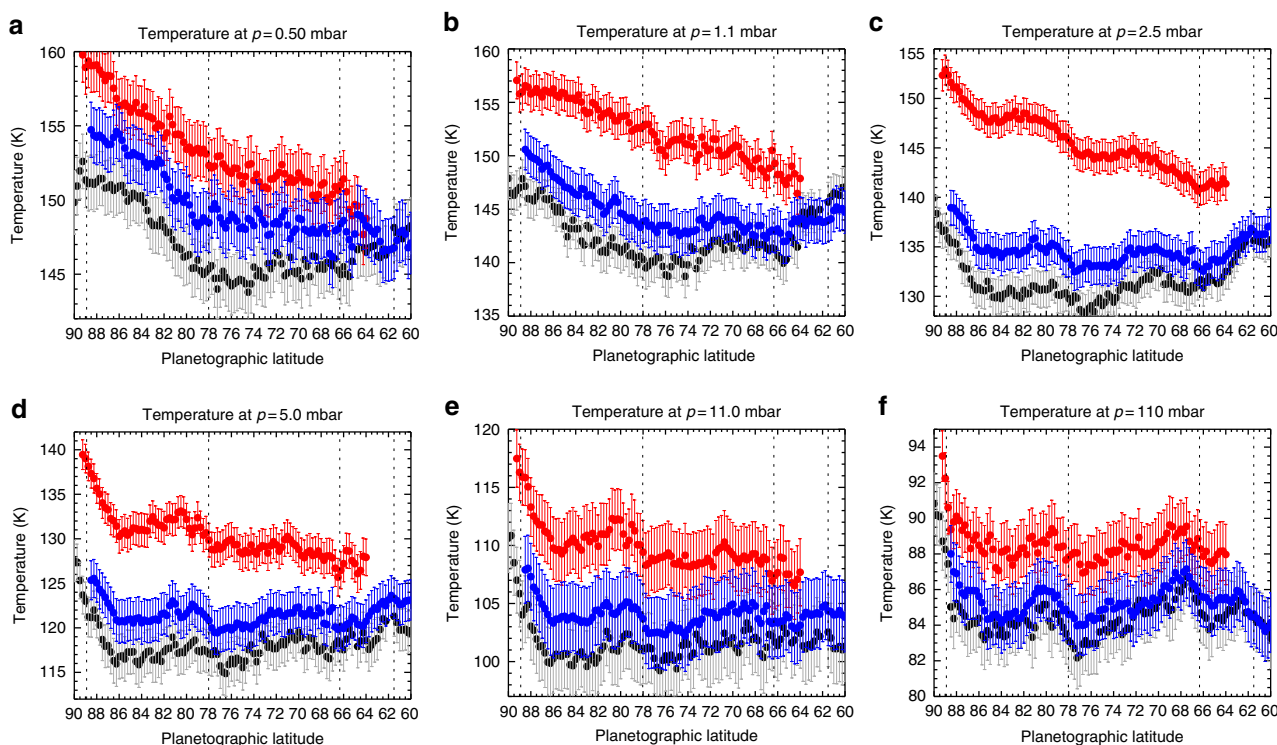 a
Temperature at p = 0.50 mbar
160
155
150
145
Temperature (K)
90 88 86 84 82 80 78 76 74 72 70 68 66 64 62 60
Planetographic latitude
b
Temperature at p = 1.1 mbar
160
155
150
145
140
135
Temperature (K)
90 88 86 84 82 80 78 76 74 72 70 68 66 64 62 60
Planetographic latitude
c
Temperature at p = 2.5 mbar
155
150
145
140
135
130
Temperature (K)
90 88 86 84 82 80 78 76 74 72 70 68 66 64 62 60
Planetographic latitude
d
Temperature at p = 5.0 mbar
140
135
130
125
120
115
Temperature (K)
90 88 86 84 82 80 78 76 74 72 70 68 66 64 62 60
Planetographic latitude
e
Temperature at p = 11.0 mbar
120
115
110
105
100
Temperature (K)
90 88 86 84 82 80 78 76 74 72 70 68 66 64 62 60
Planetographic latitude
f
Temperature at p = 110 mbar
94
92
90
88
86
84
82
80
Temperature (K)
90 88 86 84 82 80 78 76 74 72 70 68 66 64 62 60
Planetographic latitude